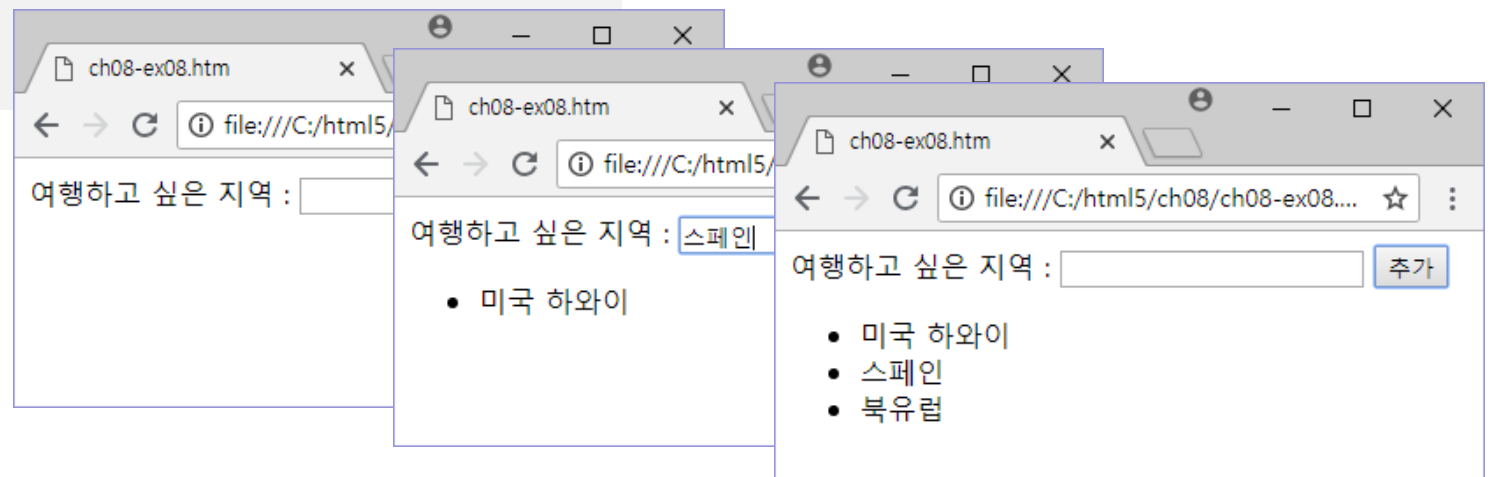 ch08-ex08.htm
file:///C:/html5/
여행하고 싶은 지역 :
ch08-ex08.htm
file:///C:/html5/
여행하고 싶은 지역 : 스페인
미국 하와이
ch08-ex08.htm
file:///C:/html5/ch08/ch08-ex08....
여행하고 싶은 지역 : 추가
미국 하와이
스페인
북유럽